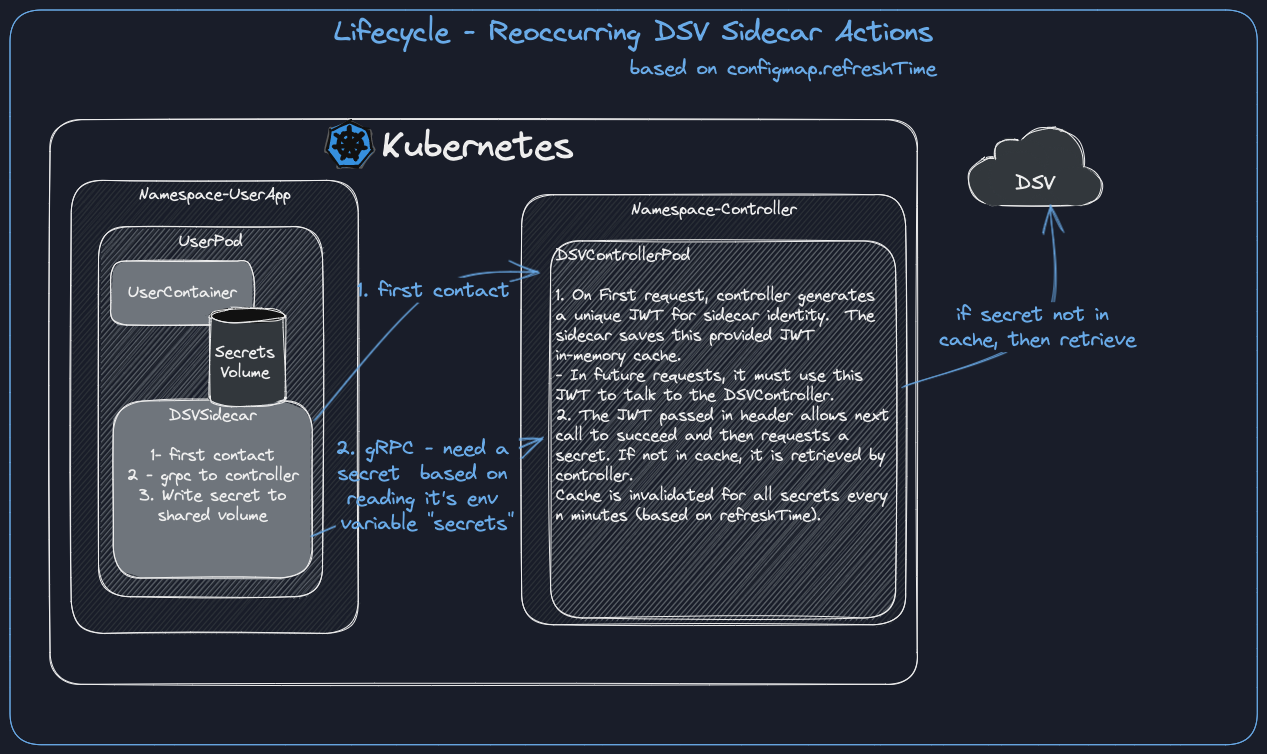 Lifecycle - Reoccurring DSV Sidecar Actions
based on configmap.refreshTime
Kubernetes
Namespace-UserApp
UserPod
UserContainer
Secrets
Volume
DSVSidecar
1- first contact
2 - grpc to controller
3. Write secret to
shared volume
1. first contact
2. gRPC - need a
secret  based on
reading it's env
variable "secrets"
Namespace-Controller
DSVControllerPod
1. On First request, controller generates
a unique JWT for sidecar identity.  The
sidecar saves this provided JWT
in-memory cache.
- In future requests, it must use this
JWT to talk to the DSVController.
2. The JWT passed in header allows next
call to succeed and then requests a
secret. If not in cache, it is retrieved by
controller.
Cache is invalidated for all secrets every
n minutes (based on refreshTime).
DSV
if secret not in
cache, then retrieve